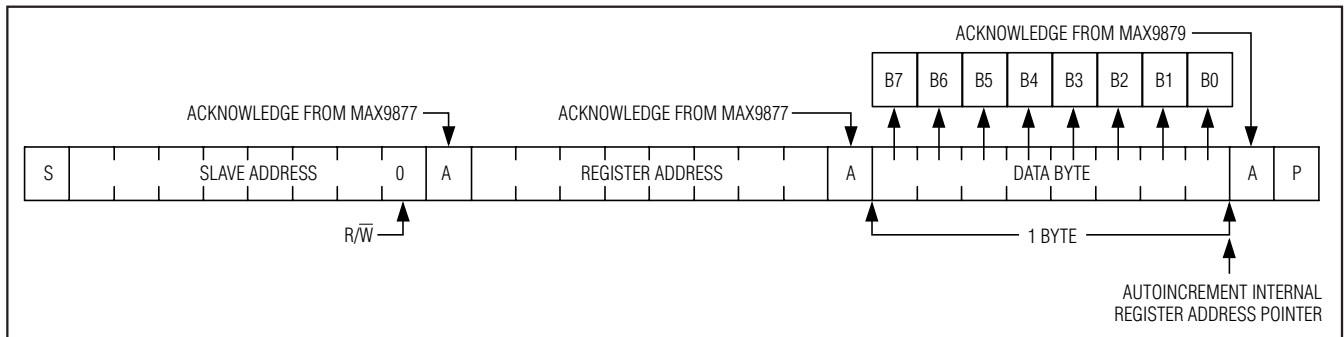 ACKNOWLEDGE FROM MAX9879
B7 B6 B5 B4 B3 B2 B1 B0
ACKNOWLEDGE FROM MAX9877 ACKNOWLEDGE FROM MAX9877
S SLAVE ADDRESS 0 A REGISTER ADDRESS A DATA BYTE A P
R/W̅ 1 BYTE
AUTOINCREMENT INTERNAL
REGISTER ADDRESS POINTER